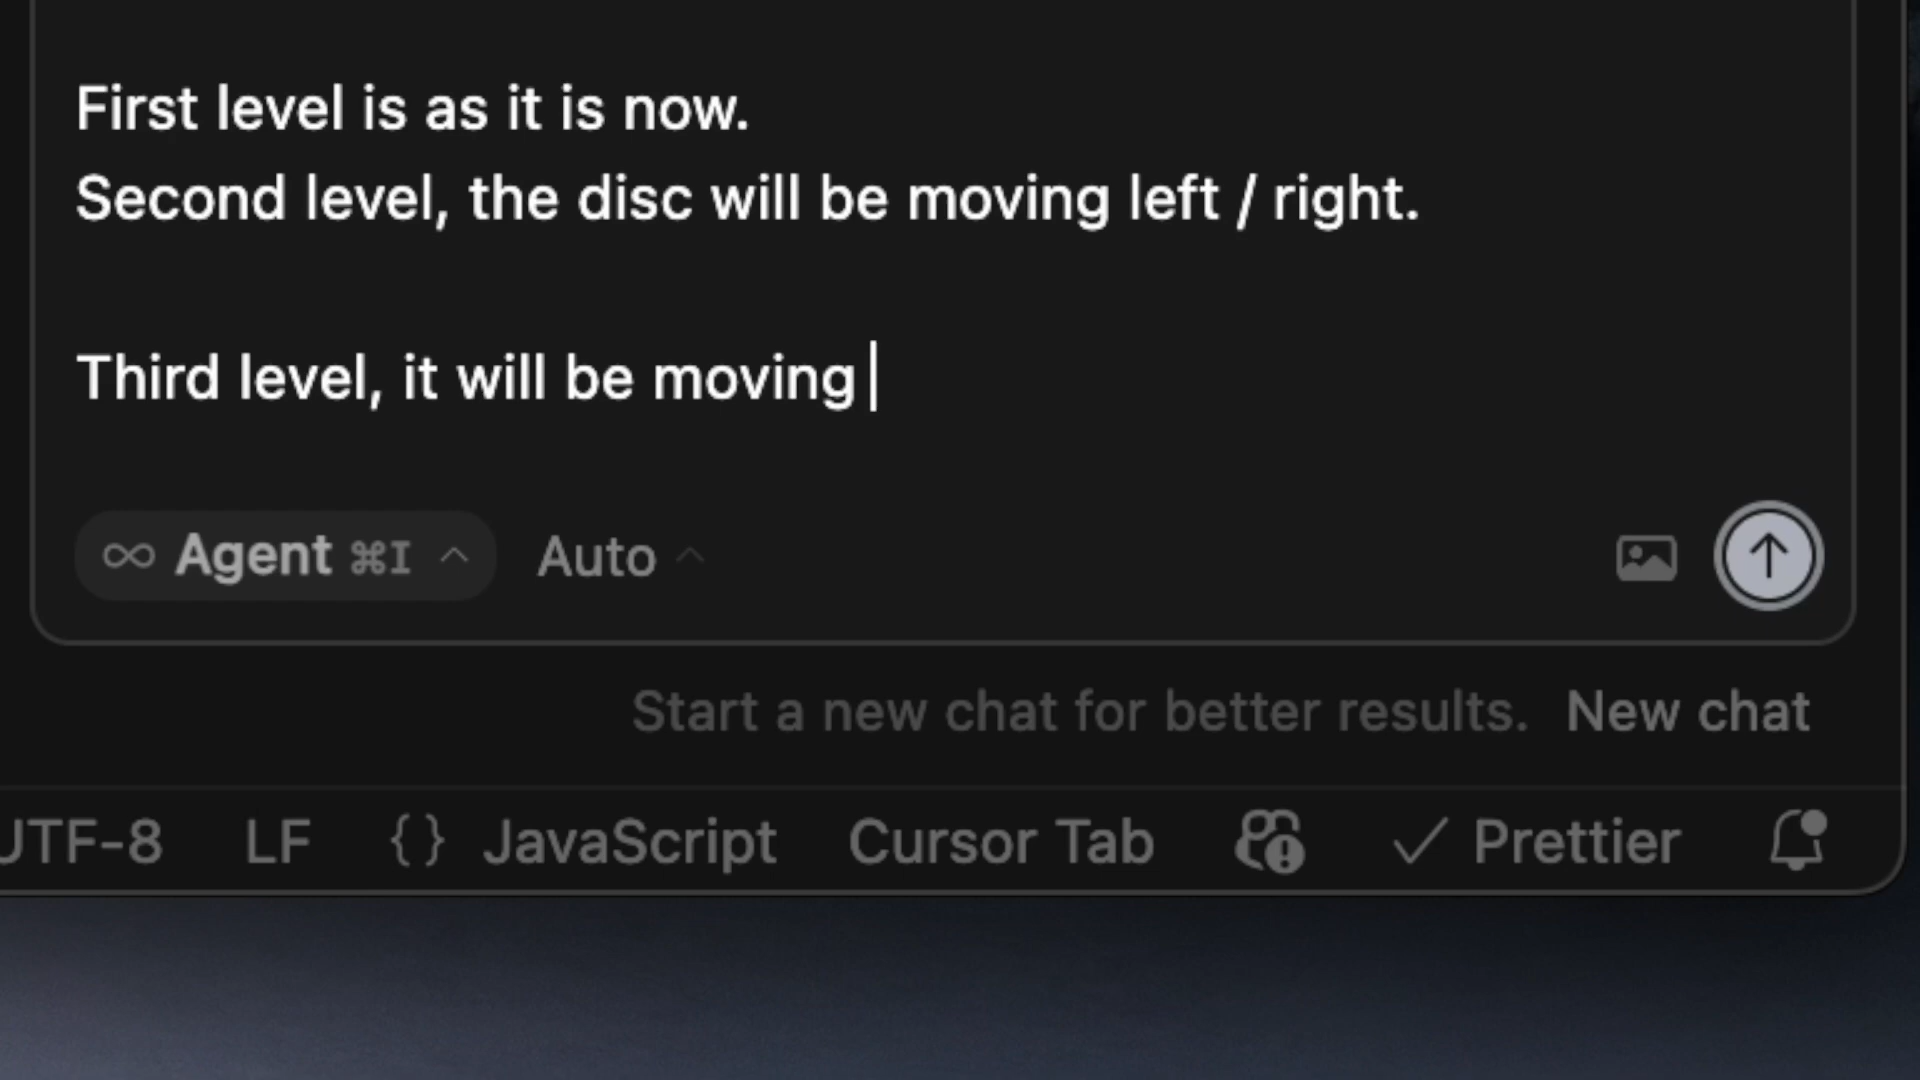 First level is as it is now.
Second level, the disc will be moving left / right.
Third level, it will be moving
Agent ⌘I Auto
Start a new chat for better results. New chat
UTF-8 LF {} JavaScript Cursor Tab Prettier